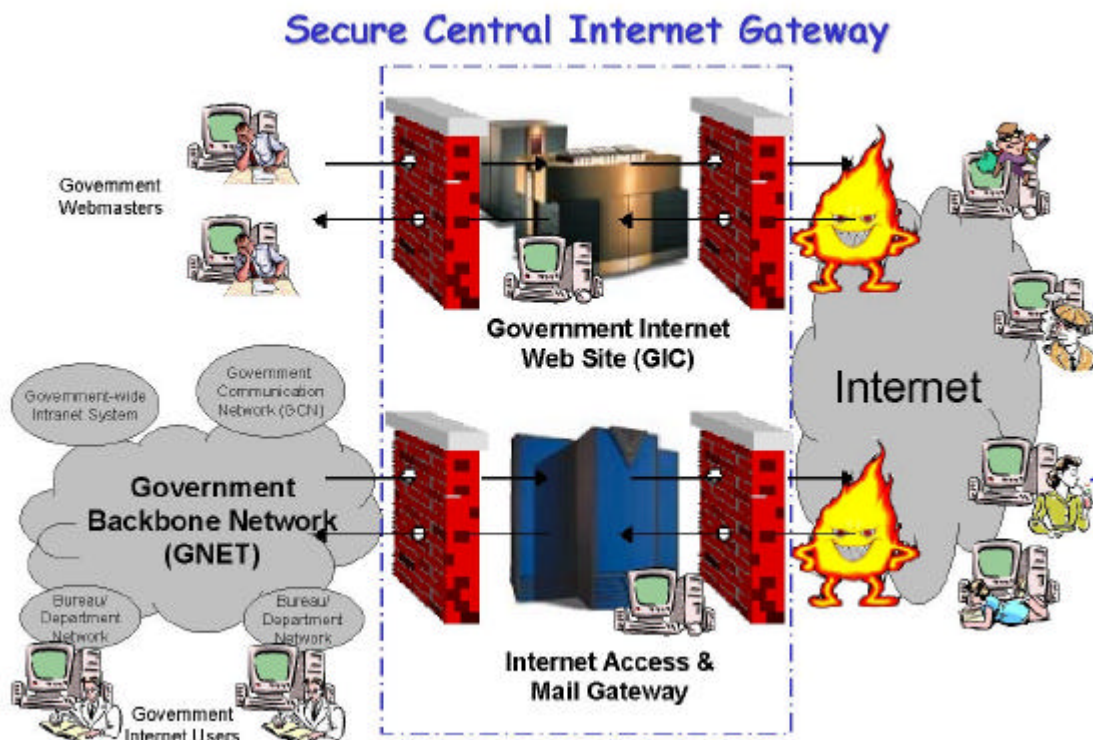 Secure Central Internet Gateway
Government
Webmasters
Government Internet
Web Site (GIC)
Internet
Government-wide
Intranet System
Government
Communication
Network (GCN)
Government
Backbone Network
(GNET)
Bureau/
Department
Network
Bureau/
Department
Network
Internet Access &
Mail Gateway
Government
Internet Users